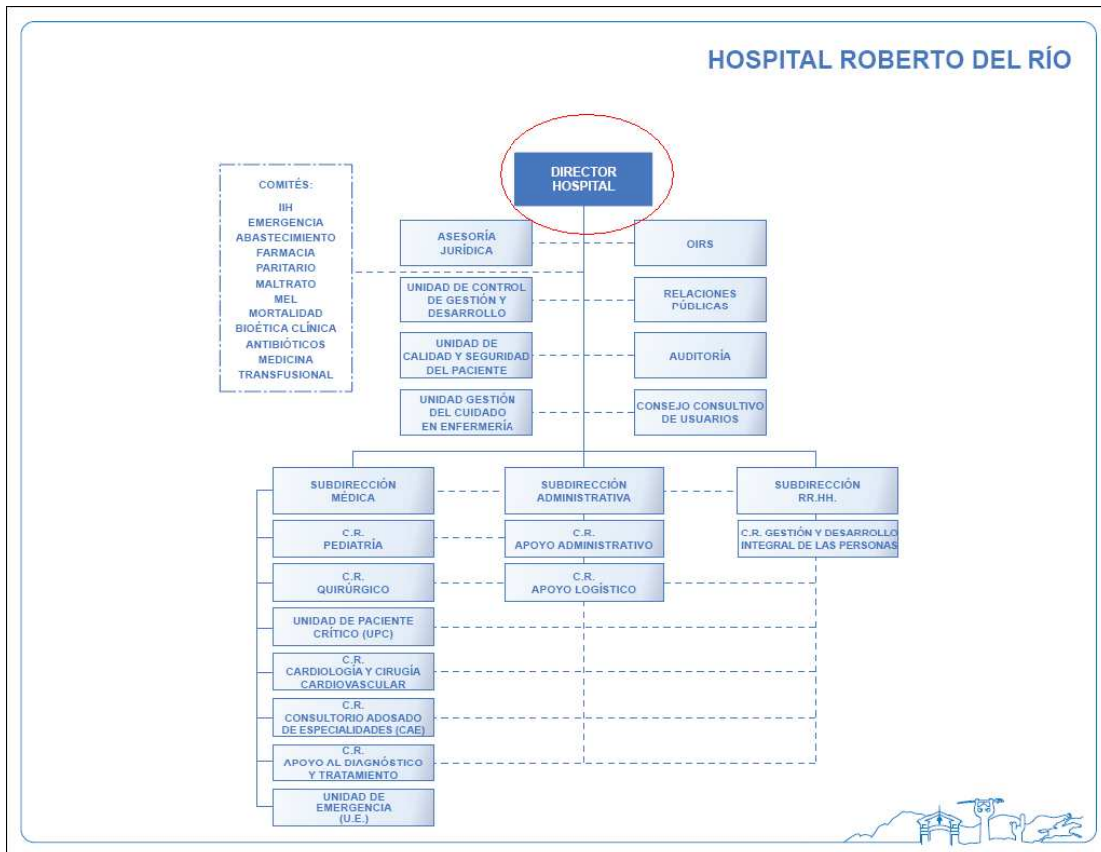 HOSPITAL ROBERTO DEL RÍO
DIRECTOR
HOSPITAL
COMITÉS:
IIH
EMERGENCIA
ABASTECIMIENTO
FARMACIA
PARITARIO
MALTRATO
MEL
MORTALIDAD
BIOÉTICA CLÍNICA
ANTIBIÓTICOS
MEDICINA
TRANSFUSIONAL
ASESORÍA
JURÍDICA
OIRS
UNIDAD DE CONTROL
DE GESTIÓN Y
DESARROLLO
RELACIONES
PÚBLICAS
UNIDAD DE
CALIDAD Y SEGURIDAD
DEL PACIENTE
AUDITORÍA
UNIDAD GESTIÓN
DEL CUIDADO
EN ENFERMERÍA
CONSEJO CONSULTIVO
DE USUARIOS
SUBDIRECCIÓN
MÉDICA
SUBDIRECCIÓN
ADMINISTRATIVA
SUBDIRECCIÓN
RR.HH.
C.R.
PEDIATRÍA
C.R.
APOYO ADMINISTRATIVO
C.R. GESTIÓN Y DESARROLLO
INTEGRAL DE LAS PERSONAS
C.R.
QUIRÚRGICO
C.R.
APOYO LOGÍSTICO
UNIDAD DE PACIENTE
CRÍTICO (UPC)
C.R.
CARDIOLOGÍA Y CIRUGÍA
CARDIOVASCULAR
C.R.
CONSULTORIO ADOSADO
DE ESPECIALIDADES (CAE)
C.R.
APOYO AL DIAGNÓSTICO
Y TRATAMIENTO
UNIDAD DE
EMERGENCIA
(U.E.)